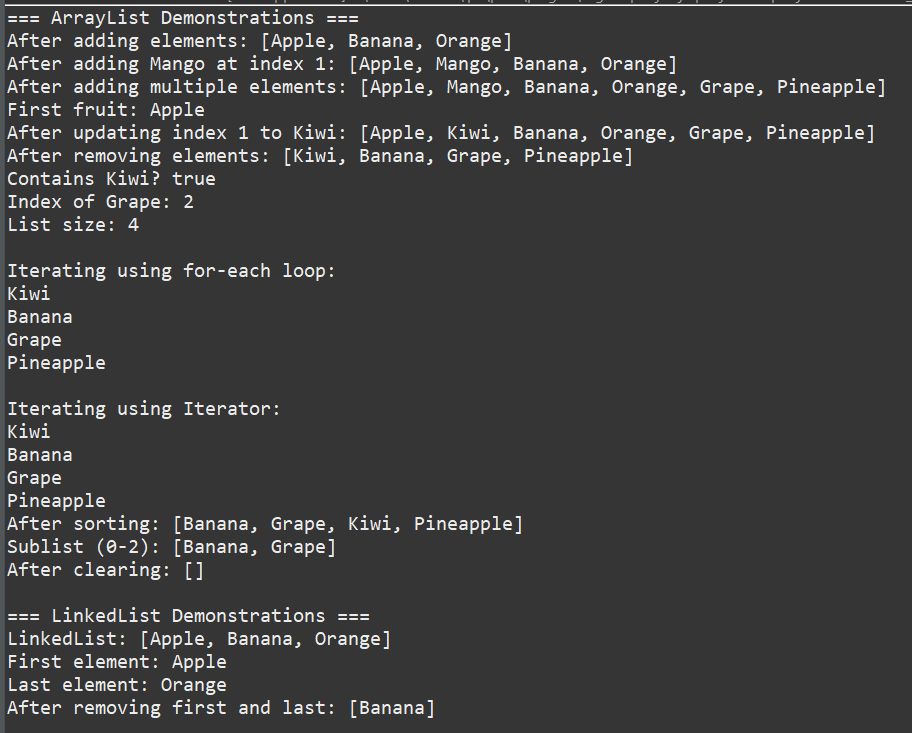 === ArrayList Demonstrations ===
After adding elements: [Apple, Banana, Orange]
After adding Mango at index 1: [Apple, Mango, Banana, Orange]
After adding multiple elements: [Apple, Mango, Banana, Orange, Grape, Pineapple]
First fruit: Apple
After updating index 1 to Kiwi: [Apple, Kiwi, Banana, Orange, Grape, Pineapple]
After removing elements: [Kiwi, Banana, Grape, Pineapple]
Contains Kiwi? true
Index of Grape: 2
List size: 4

Iterating using for-each loop:
Kiwi
Banana
Grape
Pineapple

Iterating using Iterator:
Kiwi
Banana
Grape
Pineapple
After sorting: [Banana, Grape, Kiwi, Pineapple]
Sublist (0-2): [Banana, Grape]
After clearing: []

=== LinkedList Demonstrations ===
LinkedList: [Apple, Banana, Orange]
First element: Apple
Last element: Orange
After removing first and last: [Banana]